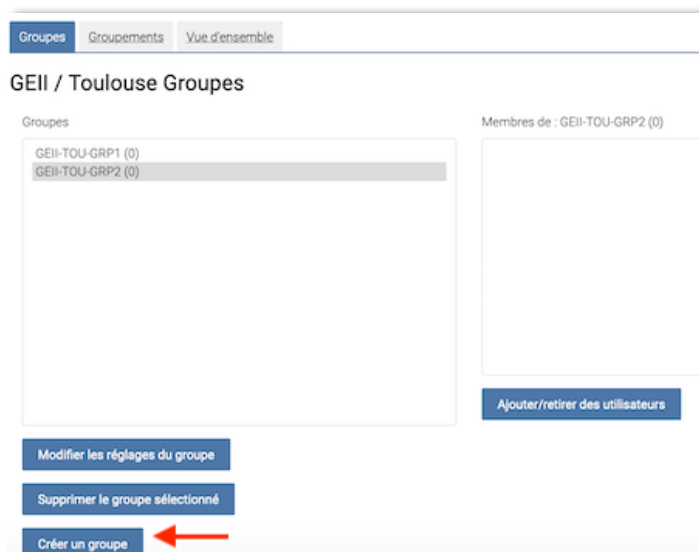 Groupes Groupements Vue d'ensemble
GEII / Toulouse Groupes
Groupes
GEII-TOU-GRP1 (0)
GEII-TOU-GRP2 (0)
Membres de : GEII-TOU-GRP2 (0)
Ajouter/retirer des utilisateurs
Modifier les réglages du groupe
Supprimer le groupe sélectionné
Créer un groupe